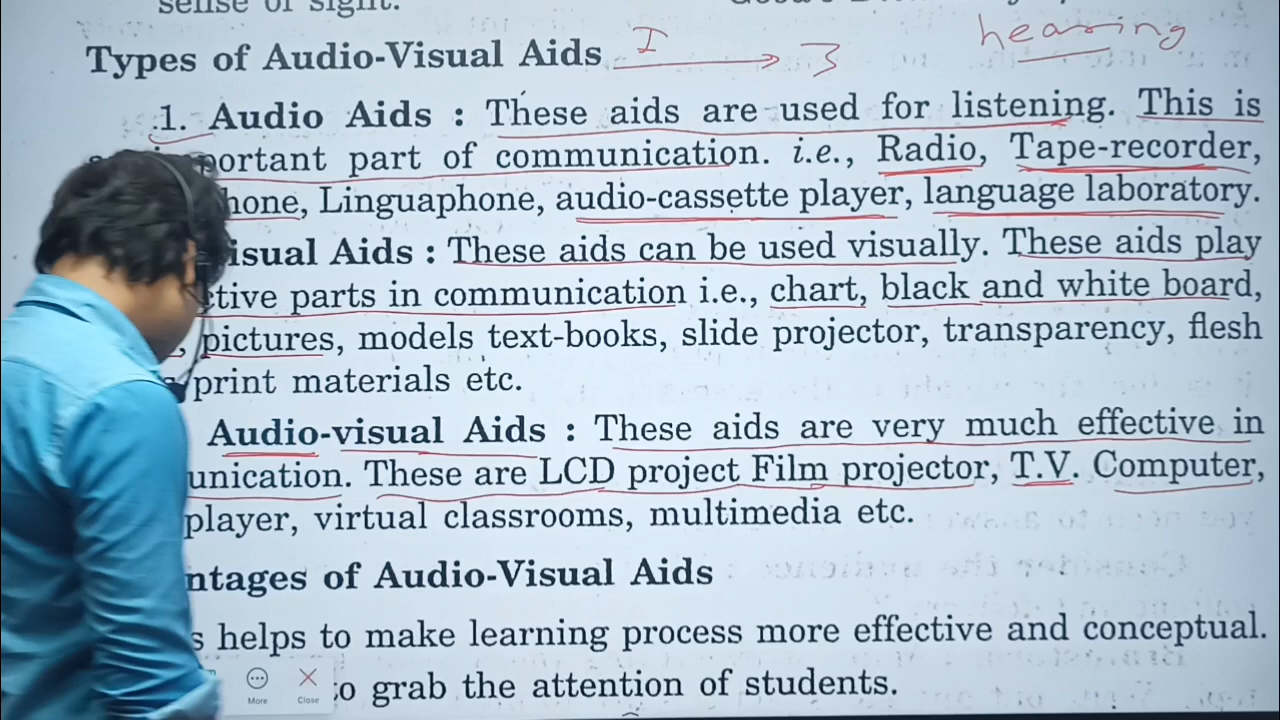 sense of sight.
Types of Audio-Visual Aids I → 3 hearing
1. Audio Aids : These aids are used for listening. This is
portant part of communication. i.e., Radio, Tape-recorder,
hone, Linguaphone, audio-cassette player, language laboratory.
isual Aids : These aids can be used visually. These aids play
ctive parts in communication i.e., chart, black and white board,
, pictures, models text-books, slide projector, transparency, flesh
print materials etc.
Audio-visual Aids : These aids are very much effective in
unication. These are LCD project Film projector, T.V. Computer,
player, virtual classrooms, multimedia etc.
ntages of Audio-Visual Aids
s helps to make learning process more effective and conceptual.
to grab the attention of students.
More Close